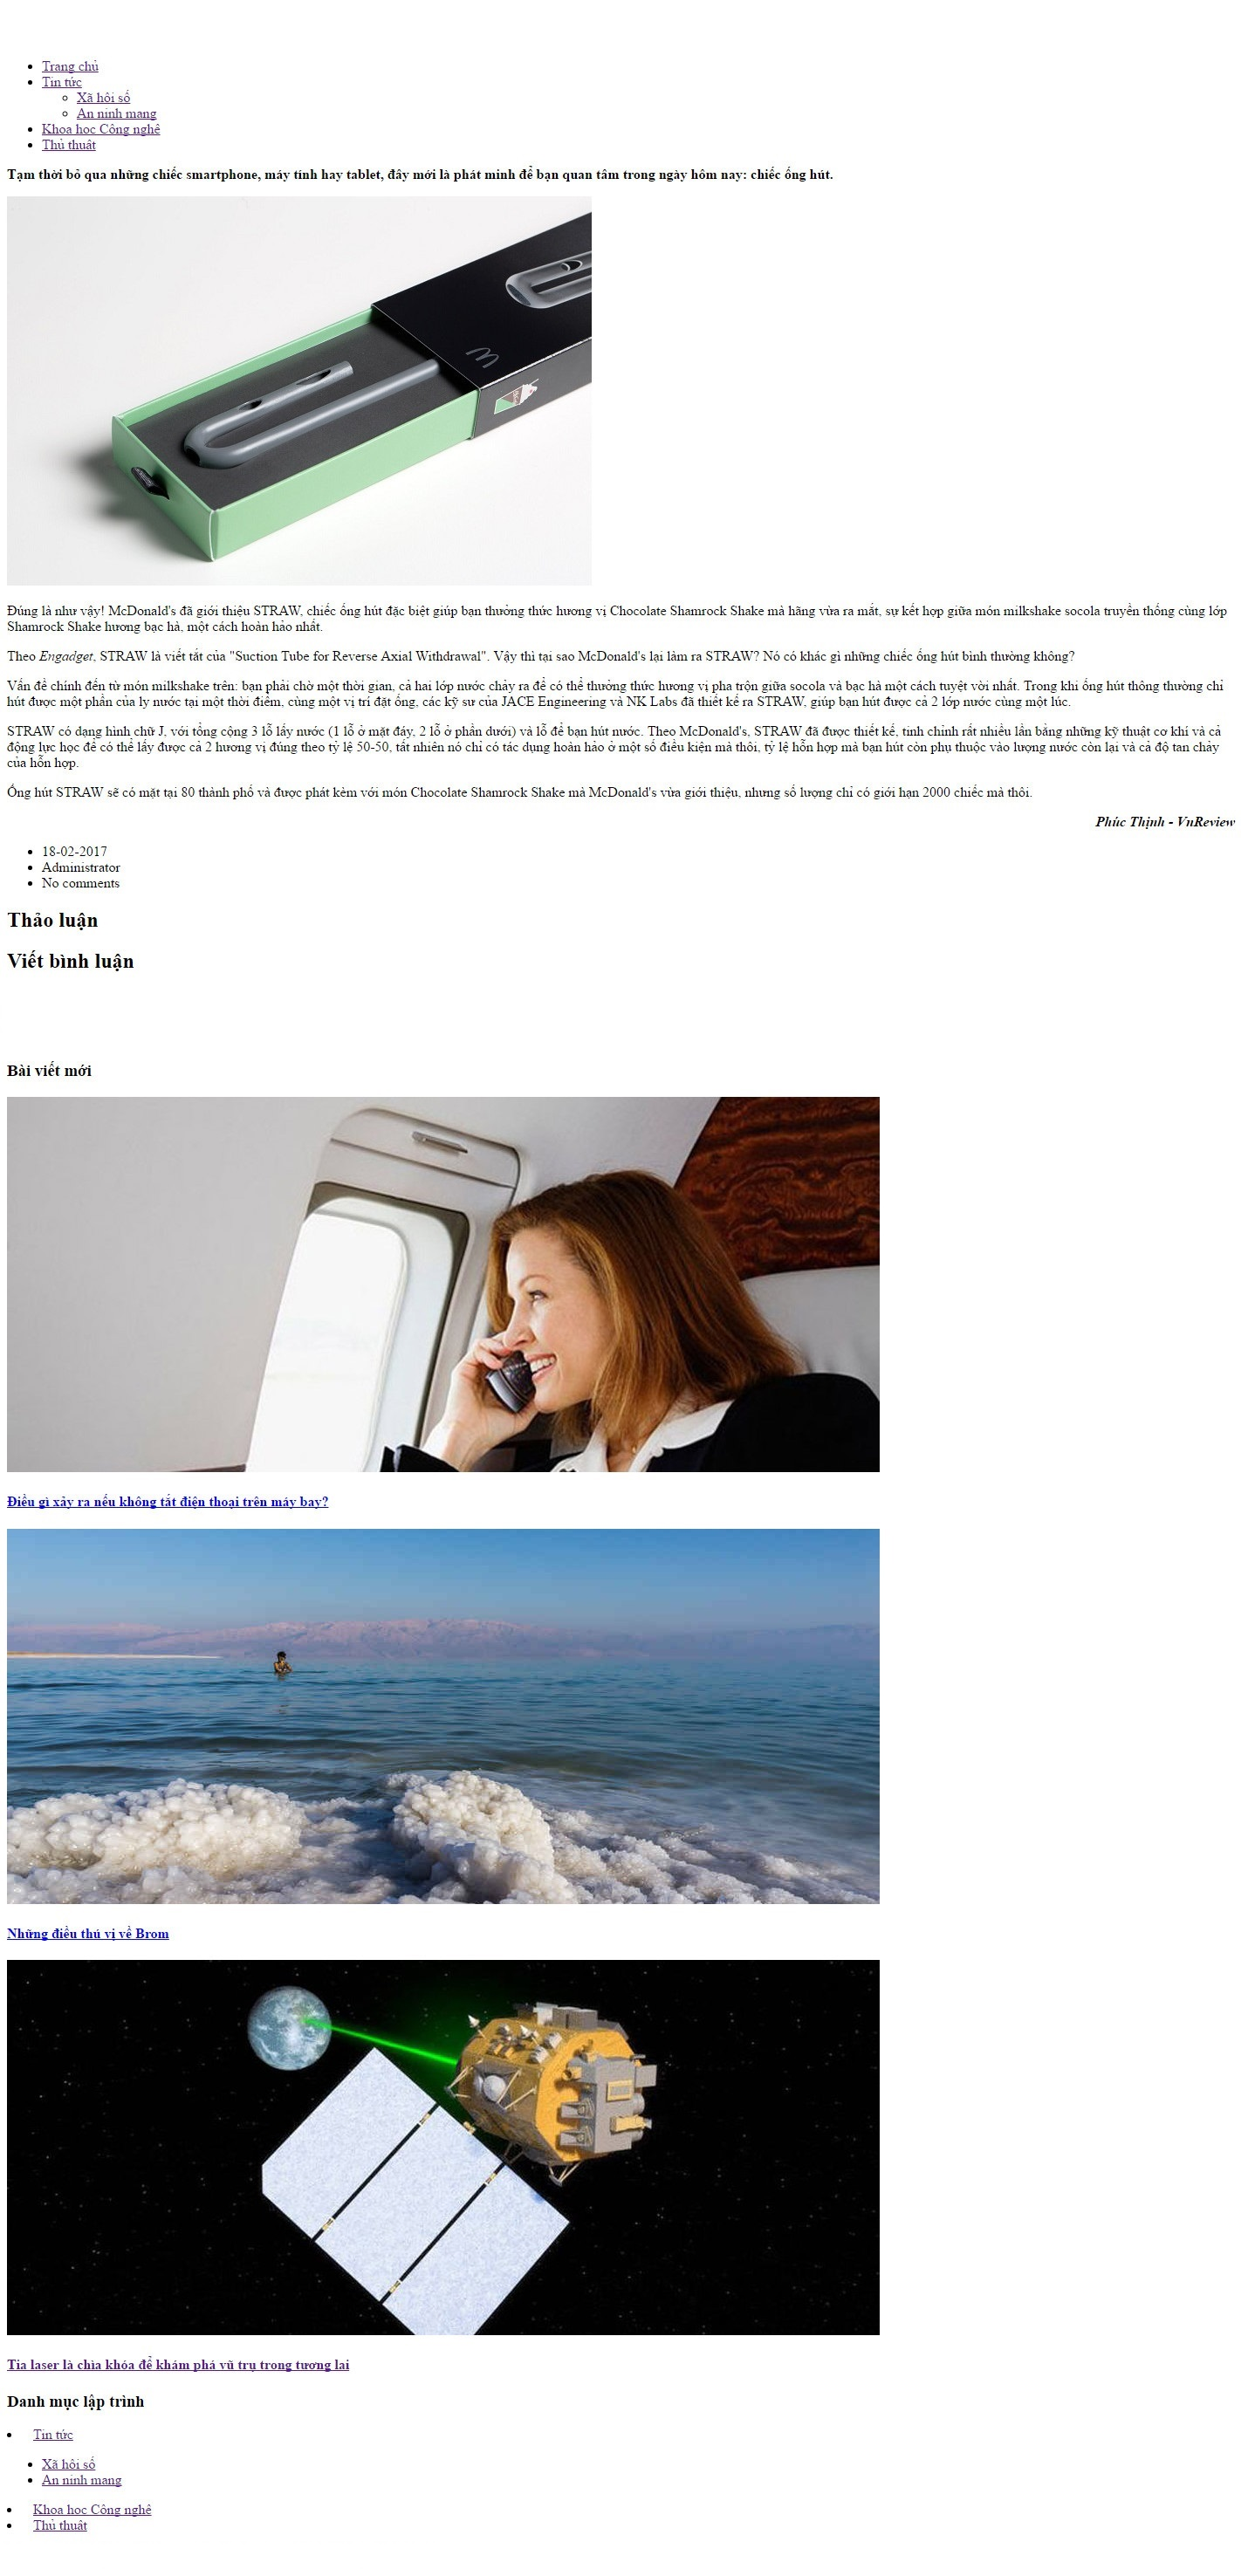 Trang chủ
Tin tức
Xã hội số
An ninh mạng
Khoa học Công nghệ
Thủ thuật
Tạm thời bỏ qua những chiếc smartphone, máy tính hay tablet, đây mới là phát minh để bạn quan tâm trong ngày hôm nay: chiếc ống hút.
Đúng là như vậy! McDonald's đã giới thiệu STRAW, chiếc ống hút đặc biệt giúp bạn thưởng thức hương vị Chocolate Shamrock Shake mà hãng vừa ra mắt, sự kết hợp giữa món milkshake socola truyền thống cùng lớp
Shamrock Shake hương bạc hà, một cách hoàn hảo nhất.
Theo Engadget, STRAW là viết tắt của "Suction Tube for Reverse Axial Withdrawal". Vậy thì tại sao McDonald's lại làm ra STRAW? Nó có khác gì những chiếc ống hút bình thường không?
Vấn đề chính đến từ món milkshake trên: bạn phải chờ một thời gian, cả hai lớp nước chảy ra để có thể thưởng thức hương vị pha trộn giữa socola và bạc hà một cách tuyệt vời nhất. Trong khi ống hút thông thường chỉ
hút được một phần của ly nước tại một thời điểm, cùng một vị trí đặt ống, các kỹ sư của JACE Engineering và NK Labs đã thiết kế ra STRAW, giúp bạn hút được cả 2 lớp nước cùng một lúc.
STRAW có dạng hình chữ J, với tổng cộng 3 lỗ lấy nước (1 lỗ ở mặt đáy, 2 lỗ ở phần dưới) và lỗ để bạn hút nước. Theo McDonald's, STRAW đã được thiết kế, tinh chỉnh rất nhiều lần bằng những kỹ thuật cơ khí và cả
động lực học để có thể lấy được cả 2 hương vị đúng theo tỷ lệ 50-50, tất nhiên nó chỉ có tác dụng hoàn hảo ở một số điều kiện mà thôi, tỷ lệ hỗn hợp mà bạn hút còn phụ thuộc vào lượng nước còn lại và cả độ tan chảy
của hỗn hợp.
Ống hút STRAW sẽ có mặt tại 80 thành phố và được phát kèm với món Chocolate Shamrock Shake mà McDonald's vừa giới thiệu, nhưng số lượng chỉ có giới hạn 2000 chiếc mà thôi.
Phúc Thịnh - VnReview
18-02-2017
Administrator
No comments
Thảo luận
Viết bình luận
Bài viết mới
Điều gì xảy ra nếu không tắt điện thoại trên máy bay?
Những điều thú vị về Brom
Tia laser là chìa khóa để khám phá vũ trụ trong tương lai
Danh mục lập trình
Tin tức
Xã hội số
An ninh mạng
Khoa học Công nghệ
Thủ thuật